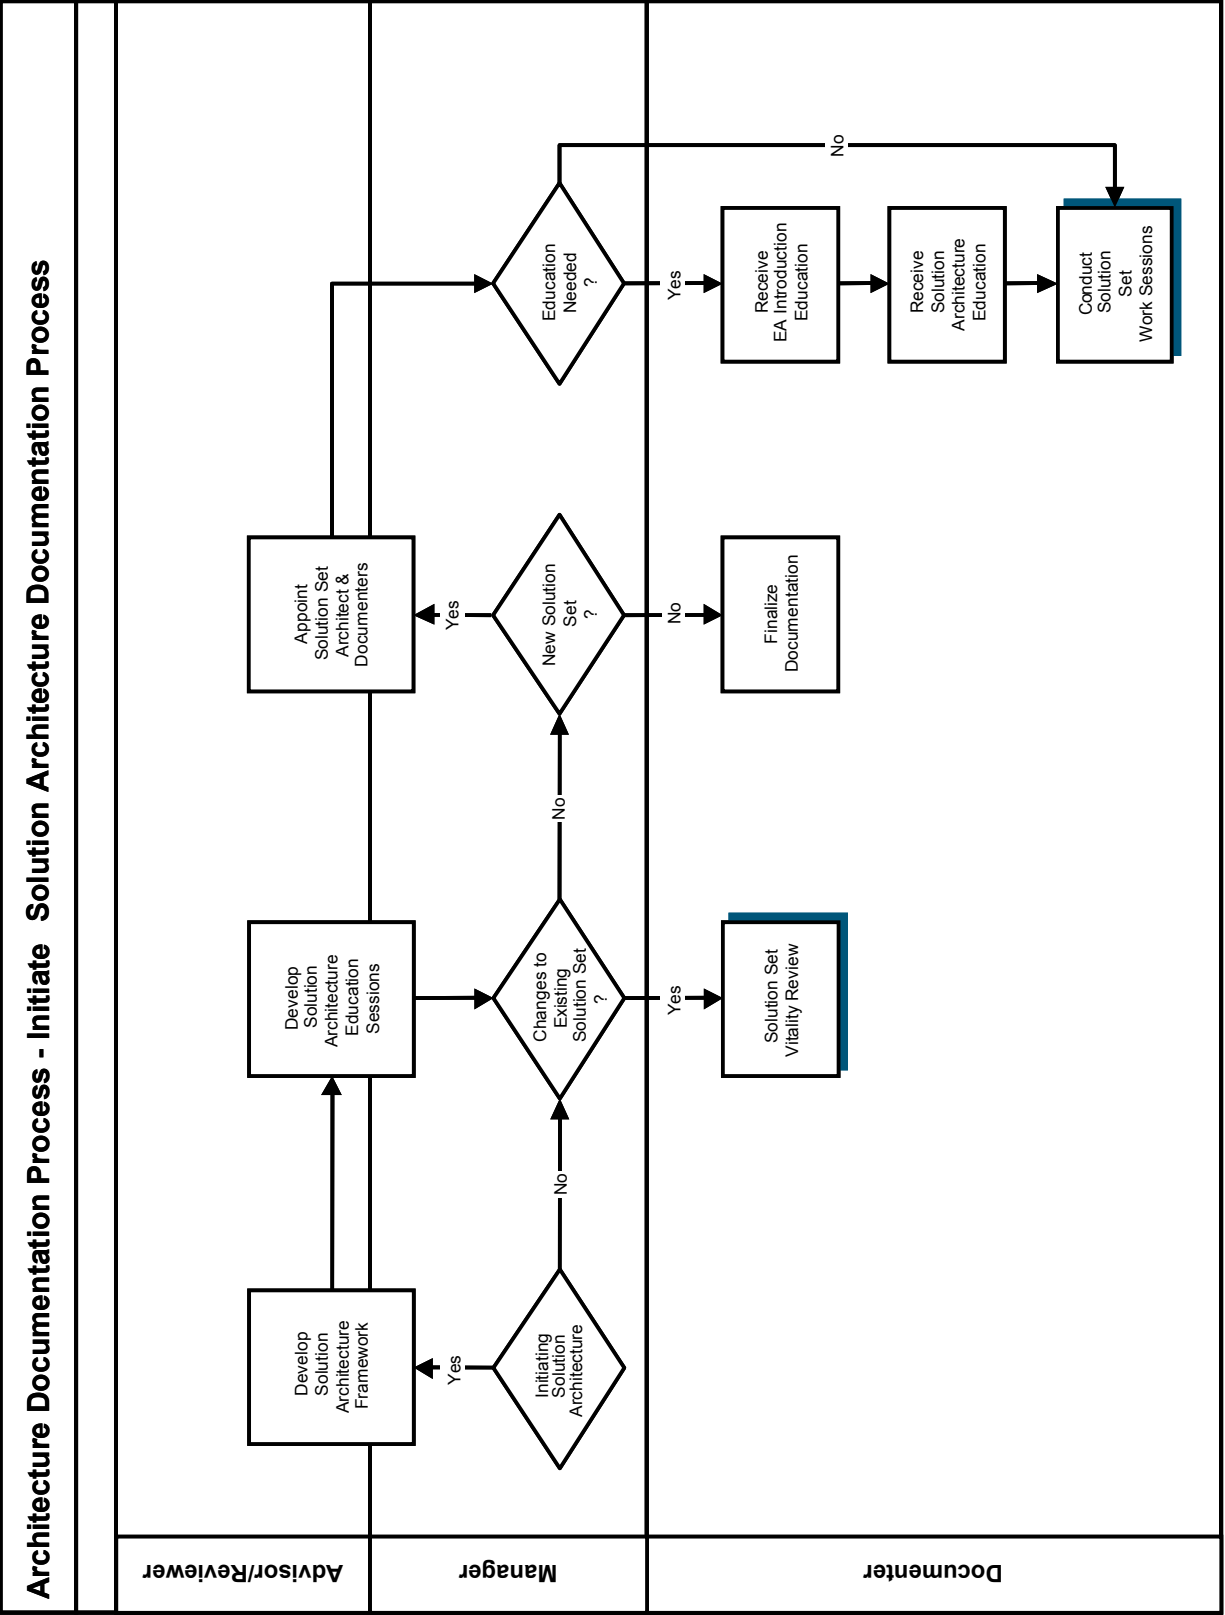 Architecture Documentation Process - Initiate Solution Architecture Documentation Process
Advisor/Reviewer
Develop
Solution
Architecture
Framework
Develop
Solution
Architecture
Education
Sessions
Appoint
Solution Set
Architect &
Documenters
Manager
Yes
Yes
Initiating
Solution
Architecture
No
Changes to
Existing
Solution Set
?
No
New Solution
Set
?
Education
Needed
?
Documenter
Yes
No
Yes
No
Solution Set
Vitality Review
Finalize
Documentation
Receive
EA Introduction
Education
Receive
Solution
Architecture
Education
Conduct
Solution
Set
Work Sessions